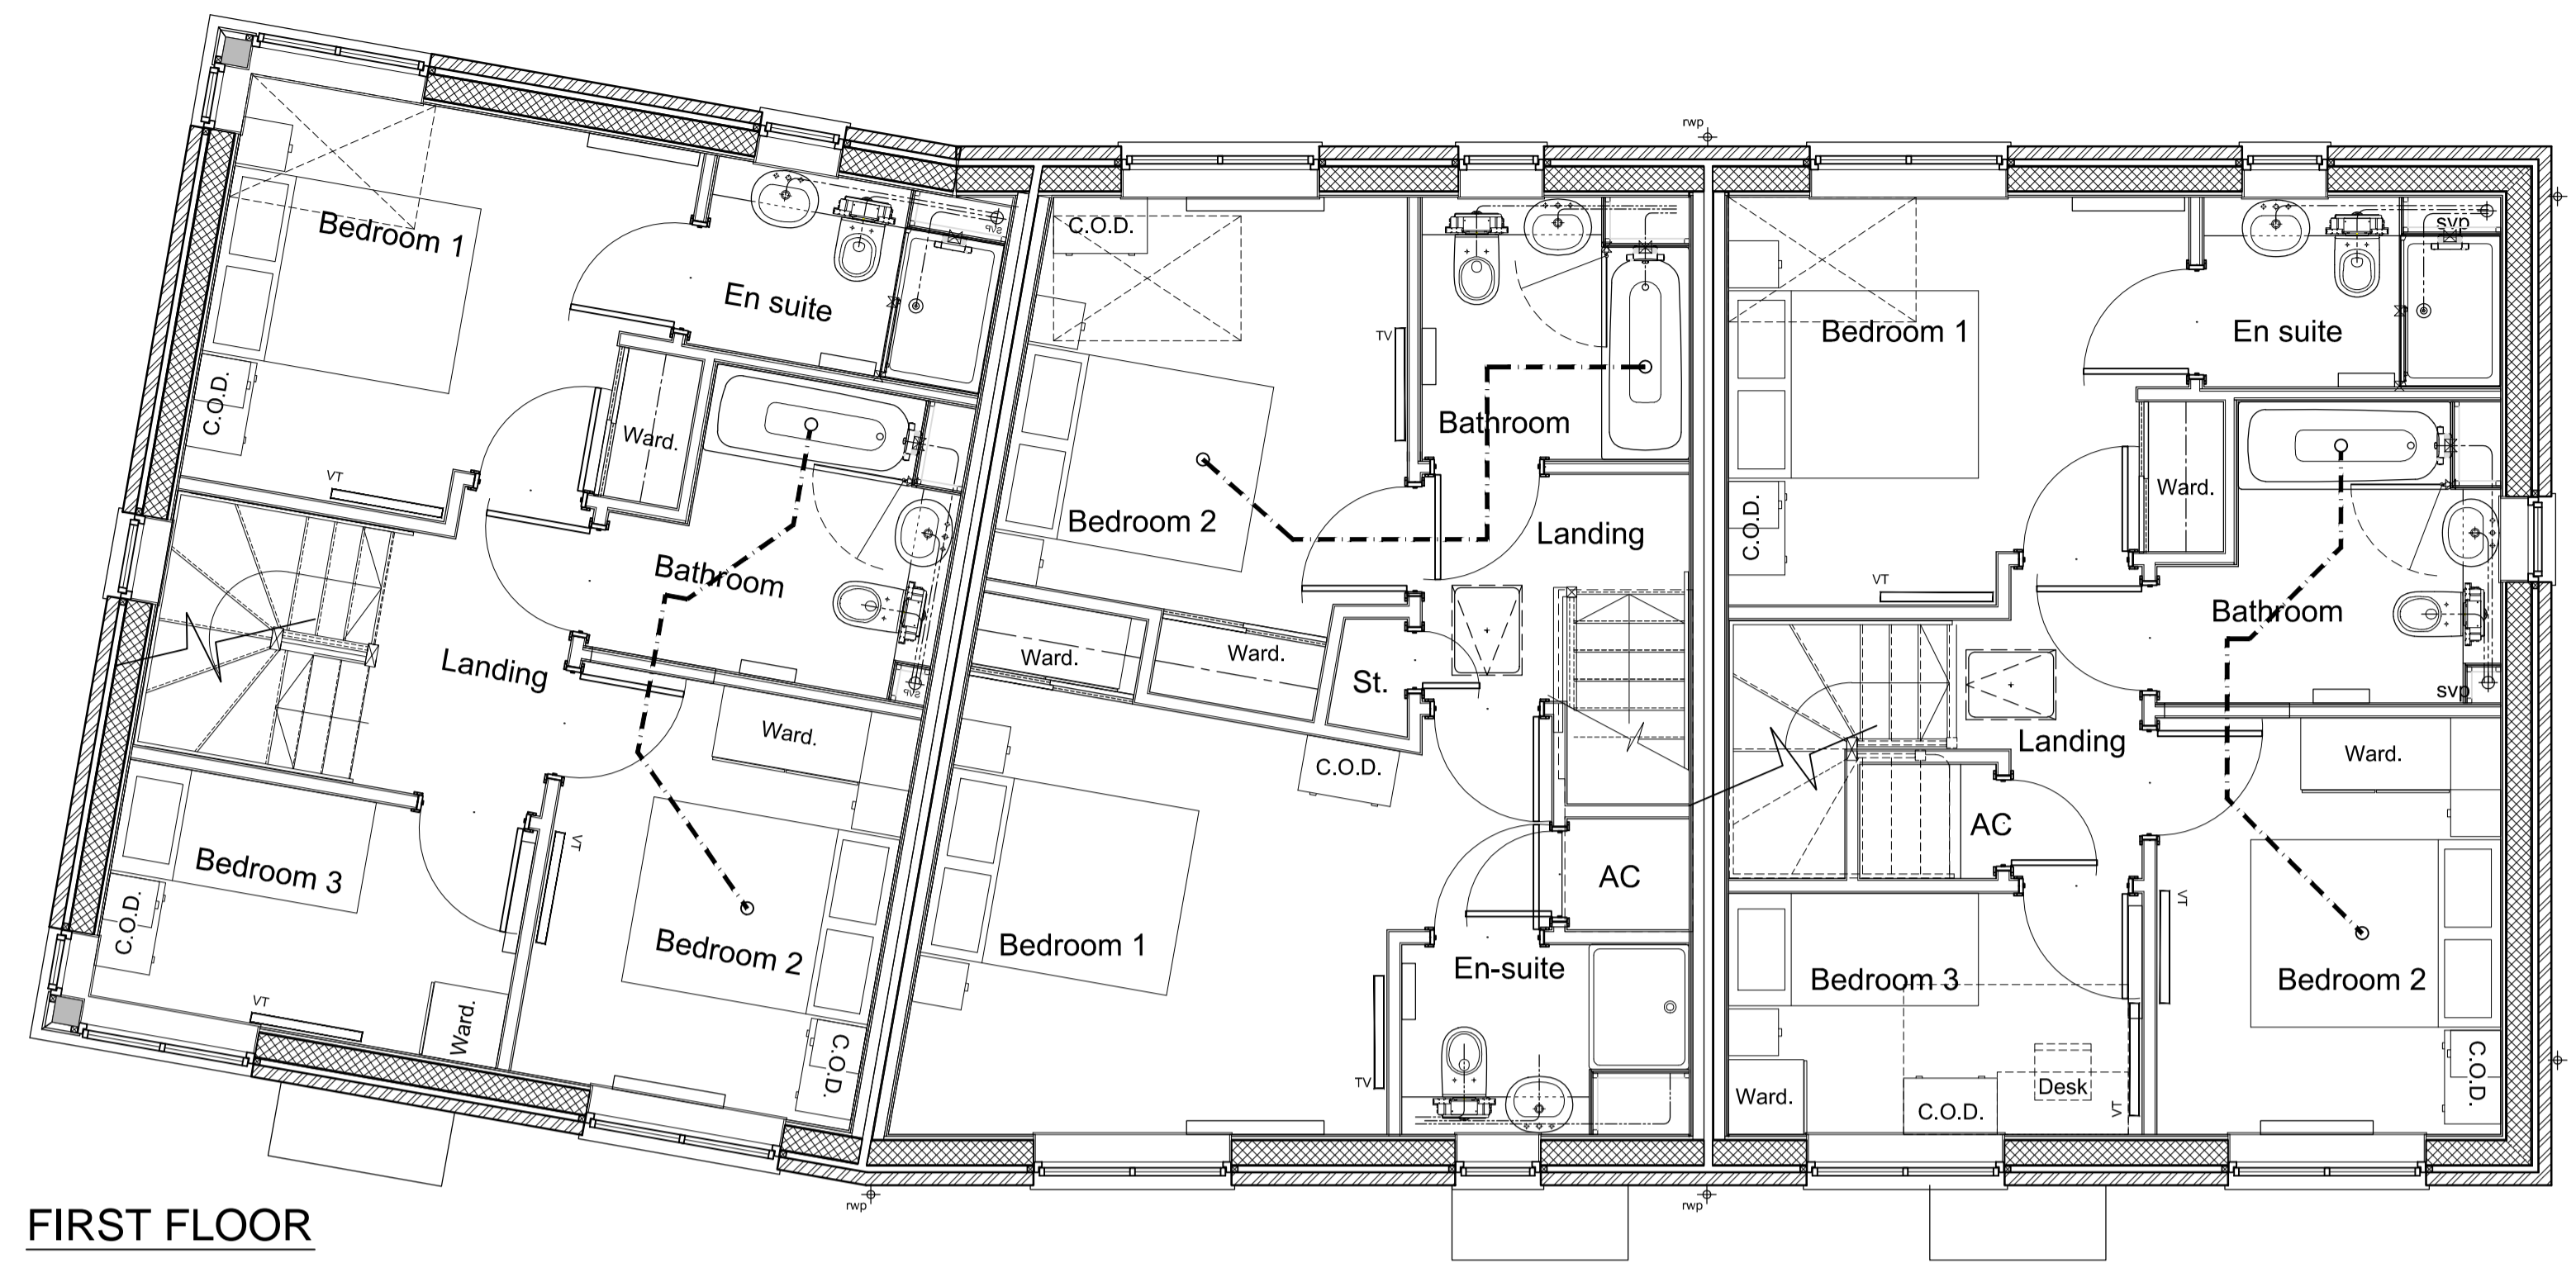 rwp
Bedroom 1
En suite
SVP
C.O.D.
Ward.
VT
Bathroom
SVP
Landing
Ward.
VT
Bedroom 3
C.O.D.
Bedroom 2
C.O.D.
VT
Ward.
C.O.D.
TV
Bathroom
Bedroom 2
Landing
Ward.
Ward.
St.
C.O.D.
AC
Bedroom 1
En-suite
TV
rwp
rwp
svp
Bedroom 1
En suite
C.O.D.
Ward.
VT
Bathroom
svp
Landing
Ward.
AC
VT
Bedroom 3
Bedroom 2
Desk
Ward.
C.O.D.
VT
C.O.D.
FIRST FLOOR